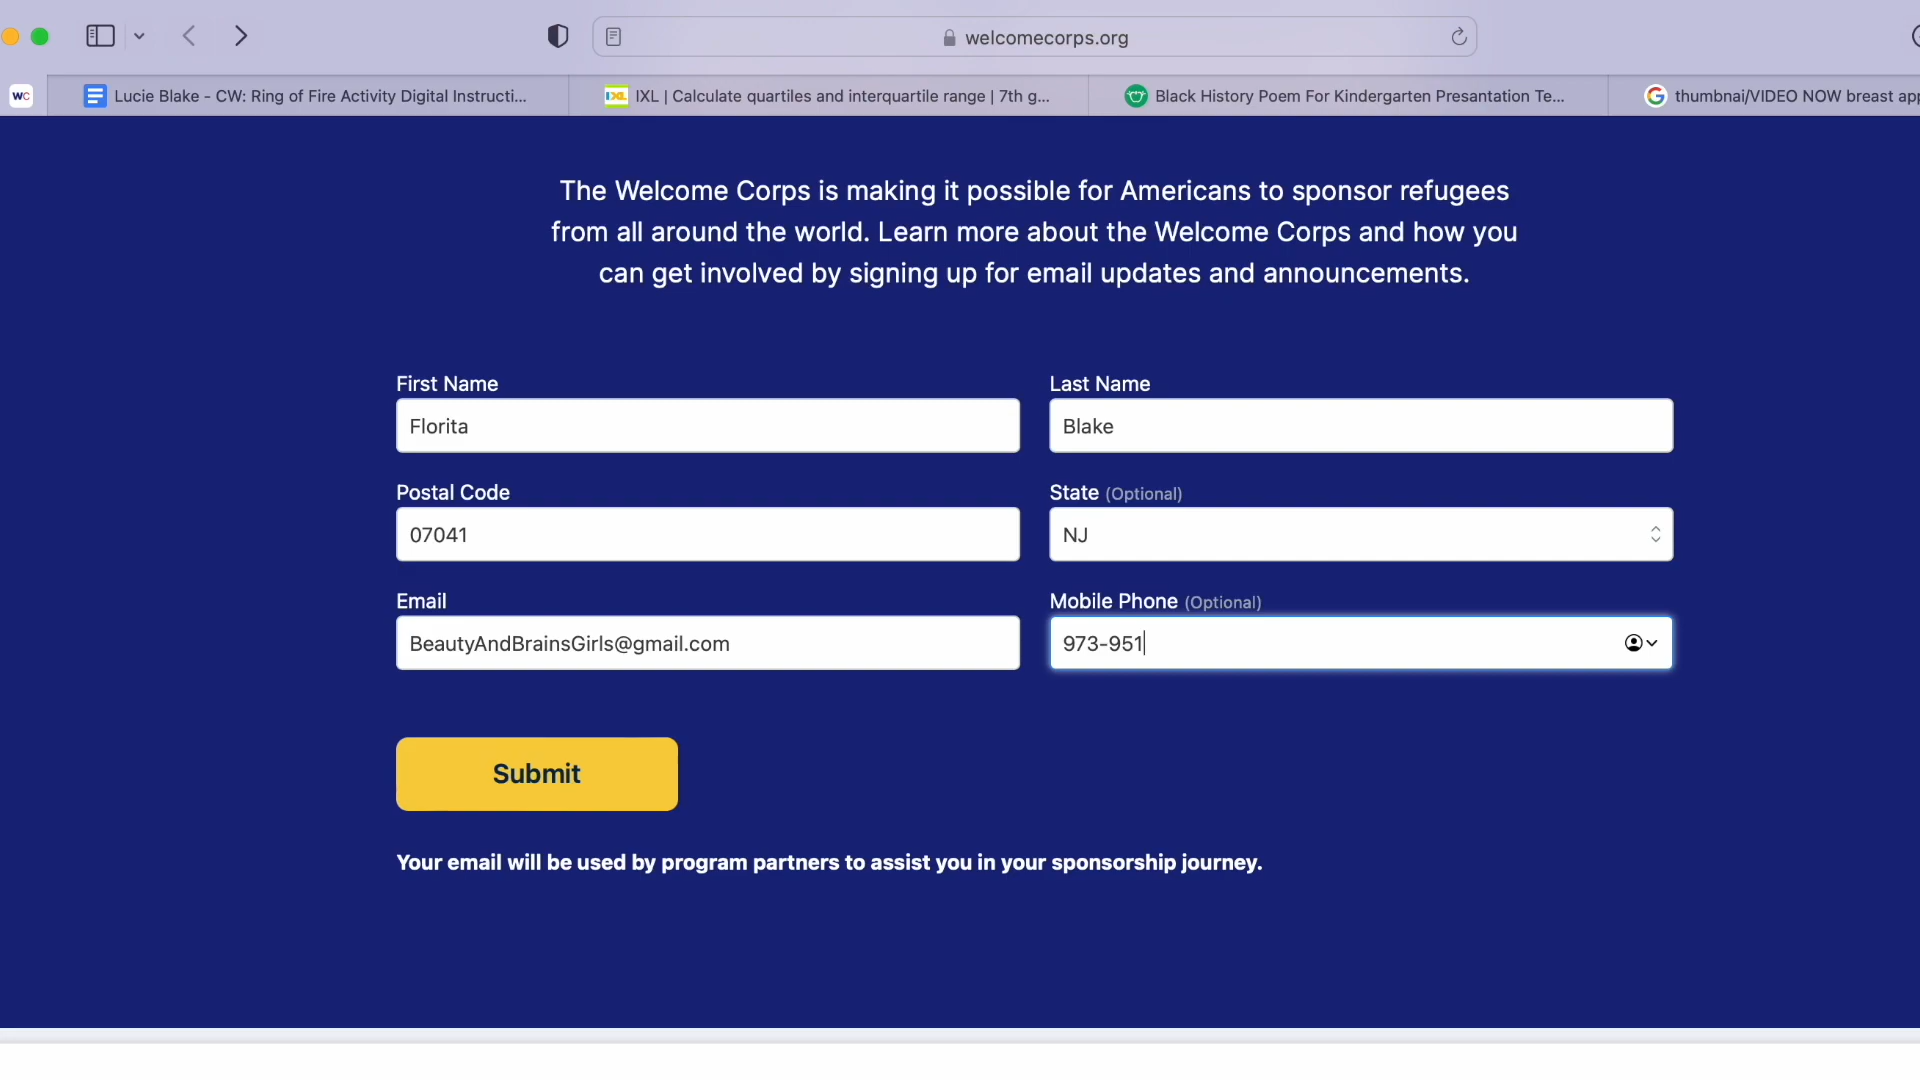 welcomecorps.org
WC
Lucie Blake - CW: Ring of Fire Activity Digital Instructi...
IXL
IXL | Calculate quartiles and interquartile range | 7th g...
Black History Poem For Kindergarten Presantation Te...
thumbnai/VIDEO NOW breast app
The Welcome Corps is making it possible for Americans to sponsor refugees
from all around the world. Learn more about the Welcome Corps and how you
can get involved by signing up for email updates and announcements.
First Name
Last Name
Florita
Blake
Postal Code
State (Optional)
07041
NJ
Email
Mobile Phone (Optional)
BeautyAndBrainsGirls@gmail.com
973-951
Submit
Your email will be used by program partners to assist you in your sponsorship journey.